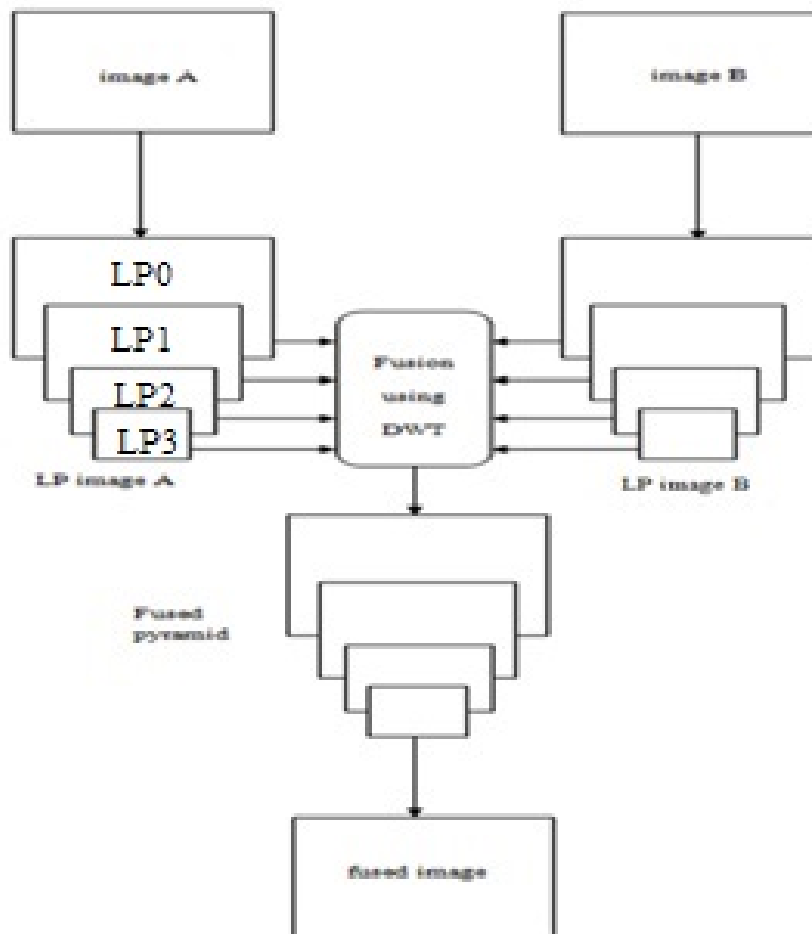 image A
image B
LP0
LP1
LP2
LP3
Fusion
using
DWT
LP image A
LP image B
Fused
pyramid
fused image